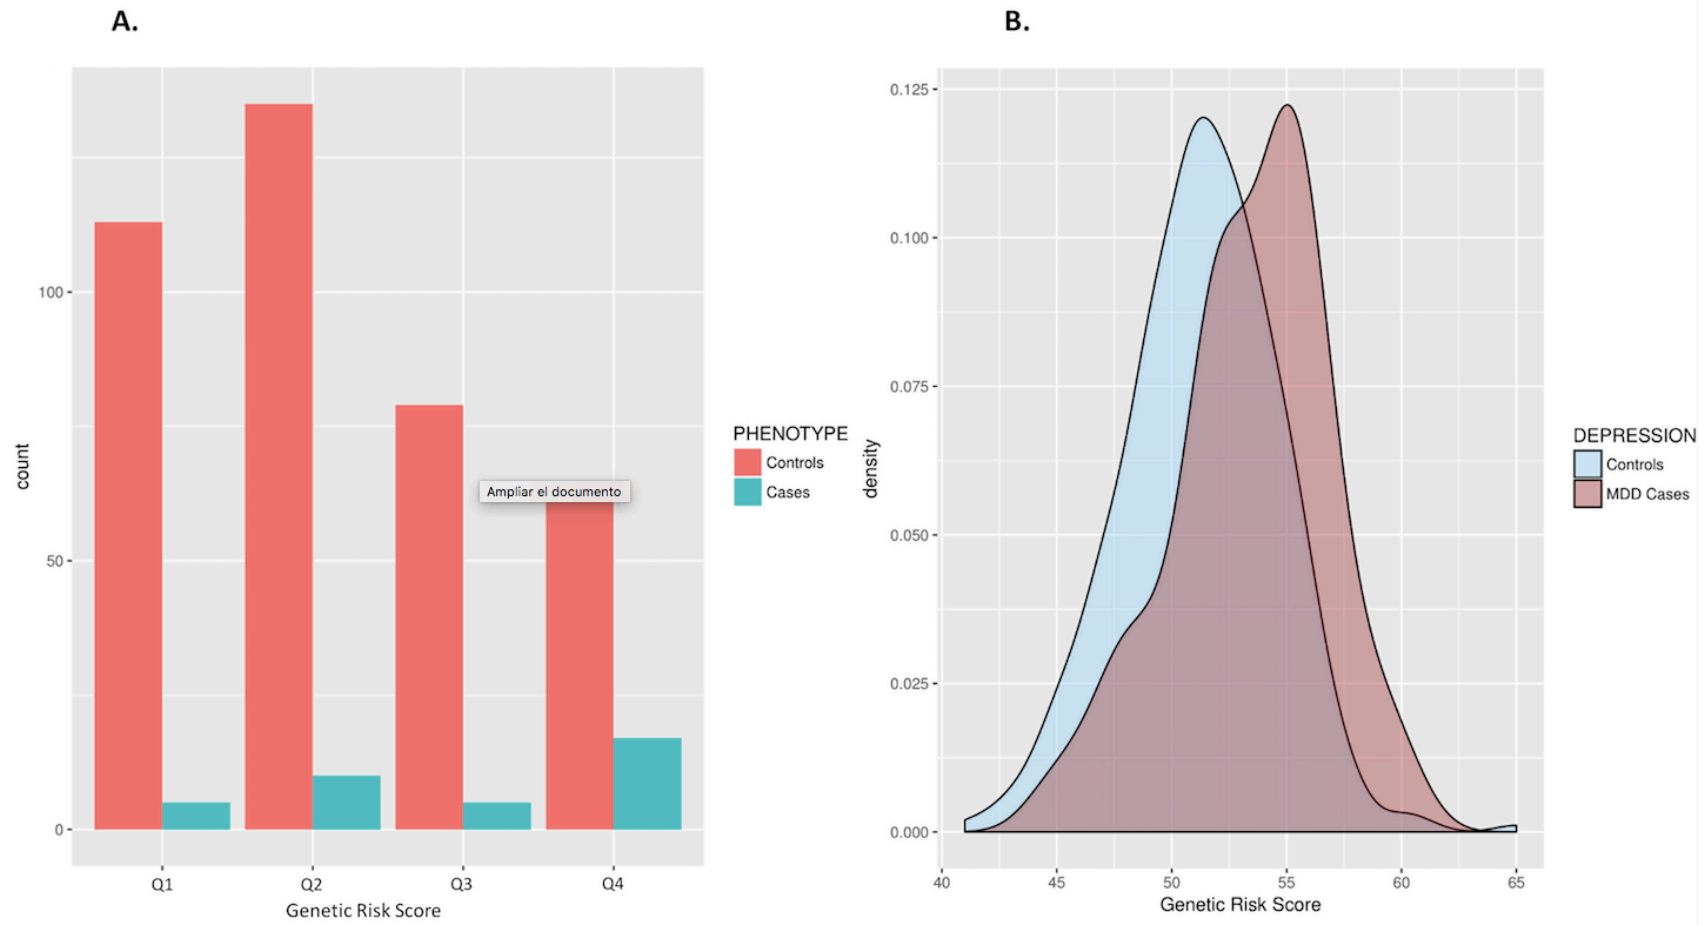 A.
count
100
50
0
Q1 Q2 Q3 Q4
Genetic Risk Score
Ampliar el documento
PHENOTYPE
Controls
Cases
B.
density
0.125
0.100
0.075
0.050
0.025
0.000
40 45 50 55 60 65
Genetic Risk Score
DEPRESSION
Controls
MDD Cases